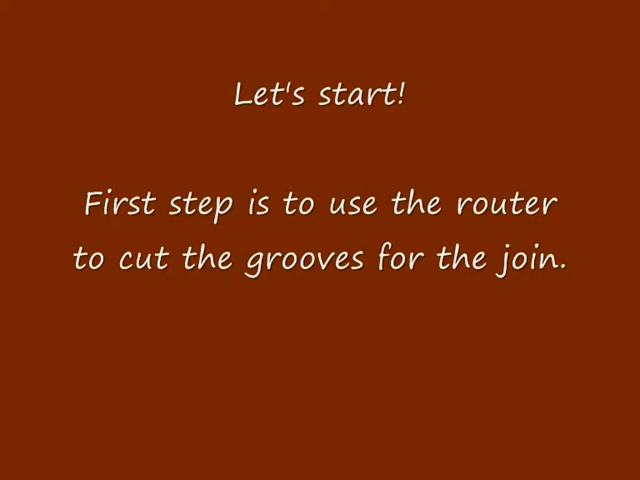 Let's start!
First step is to use the router
to cut the grooves for the join.